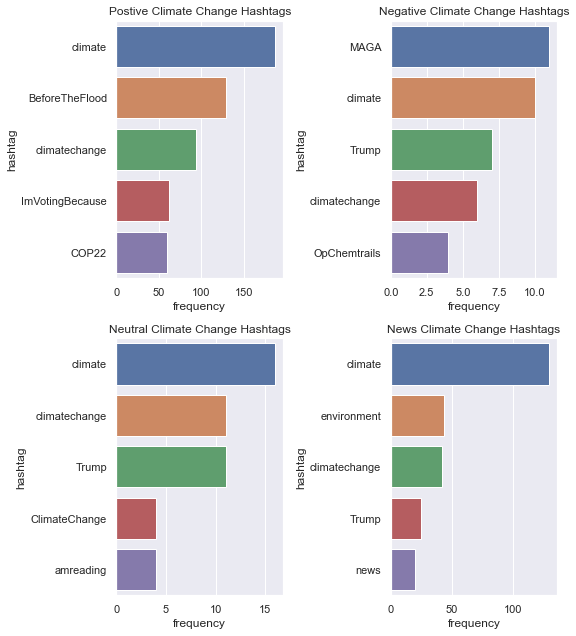 Postive Climate Change Hashtags
hashtag
climate
BeforeTheFlood
climatechange
ImVotingBecause
COP22
0 50 100 150
frequency
Negative Climate Change Hashtags
hashtag
MAGA
climate
Trump
climatechange
OpChemtrails
0.0 2.5 5.0 7.5 10.0
frequency
Neutral Climate Change Hashtags
hashtag
climate
climatechange
Trump
ClimateChange
amreading
0 5 10 15
frequency
News Climate Change Hashtags
hashtag
climate
environment
climatechange
Trump
news
0 50 100
frequency